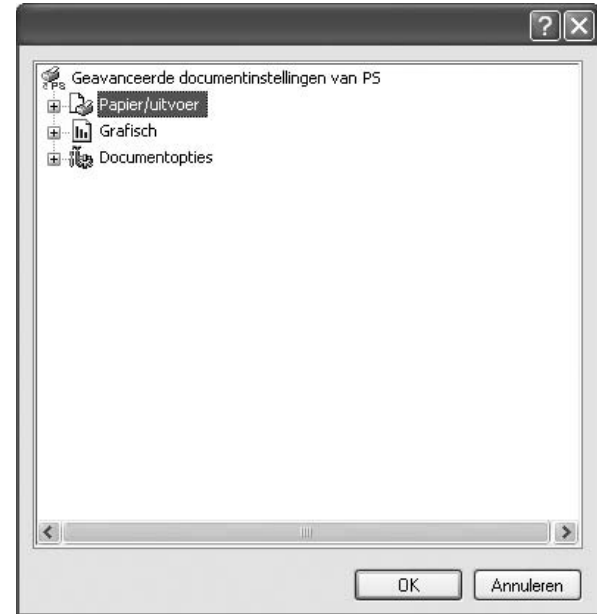 Geavanceerde documentinstellingen van PS
Papier/uitvoer
Grafisch
Documentopties
OK
Annuleren